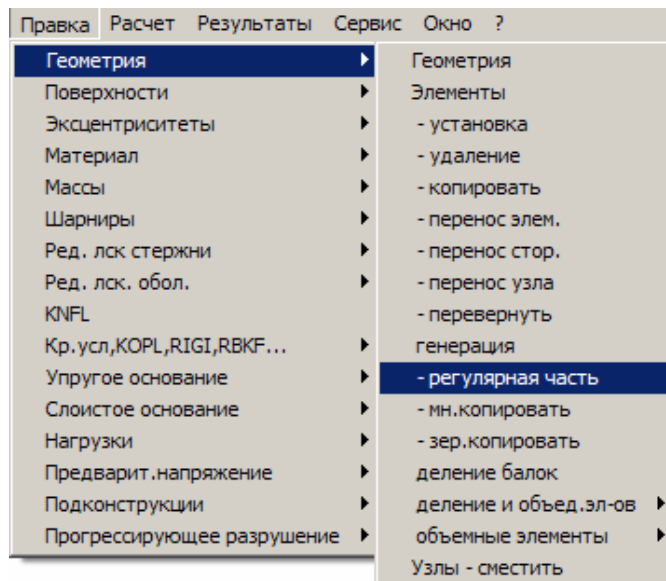 Правка Расчет Результаты Сервис Окно ?
Геометрия
Поверхности
Эксцентриситеты
Материал
Массы
Шарниры
Ред. лск стержни
Ред. лск. обол.
KNFL
Кр.усл,KOPL,RIGI,RBKF...
Упругое основание
Слоистое основание
Нагрузки
Предварит.напряжение
Подконструкции
Прогрессирующее разрушение
Геометрия
Элементы
- установка
- удаление
- копировать
- перенос элем.
- перенос стор.
- перенос узла
- перевернуть
генерация
- регулярная часть
- мн.копировать
- зер.копировать
деление балок
деление и объед.эл-ов
объемные элементы
Узлы - сместить